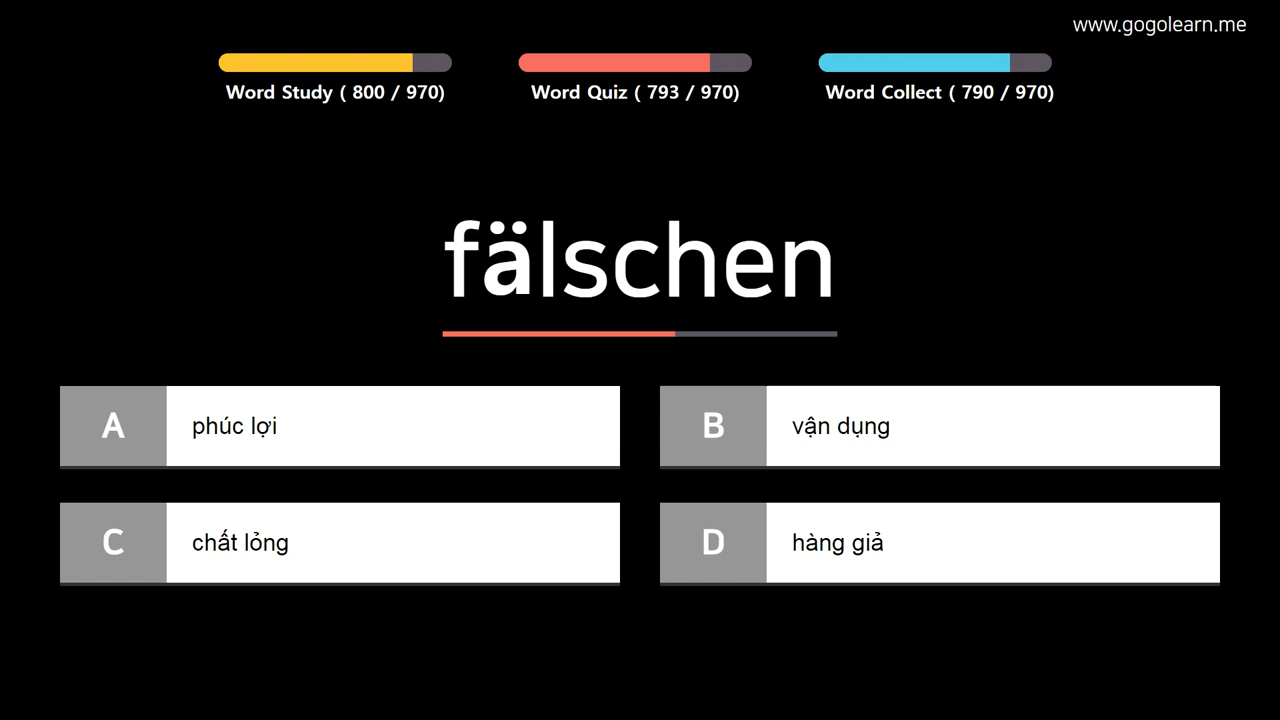 www.gogolearn.me
Word Study ( 800 / 970)
Word Quiz ( 793 / 970)
Word Collect ( 790 / 970)
fälschen
A phúc lợi
B vận dụng
C chất lỏng
D hàng giả